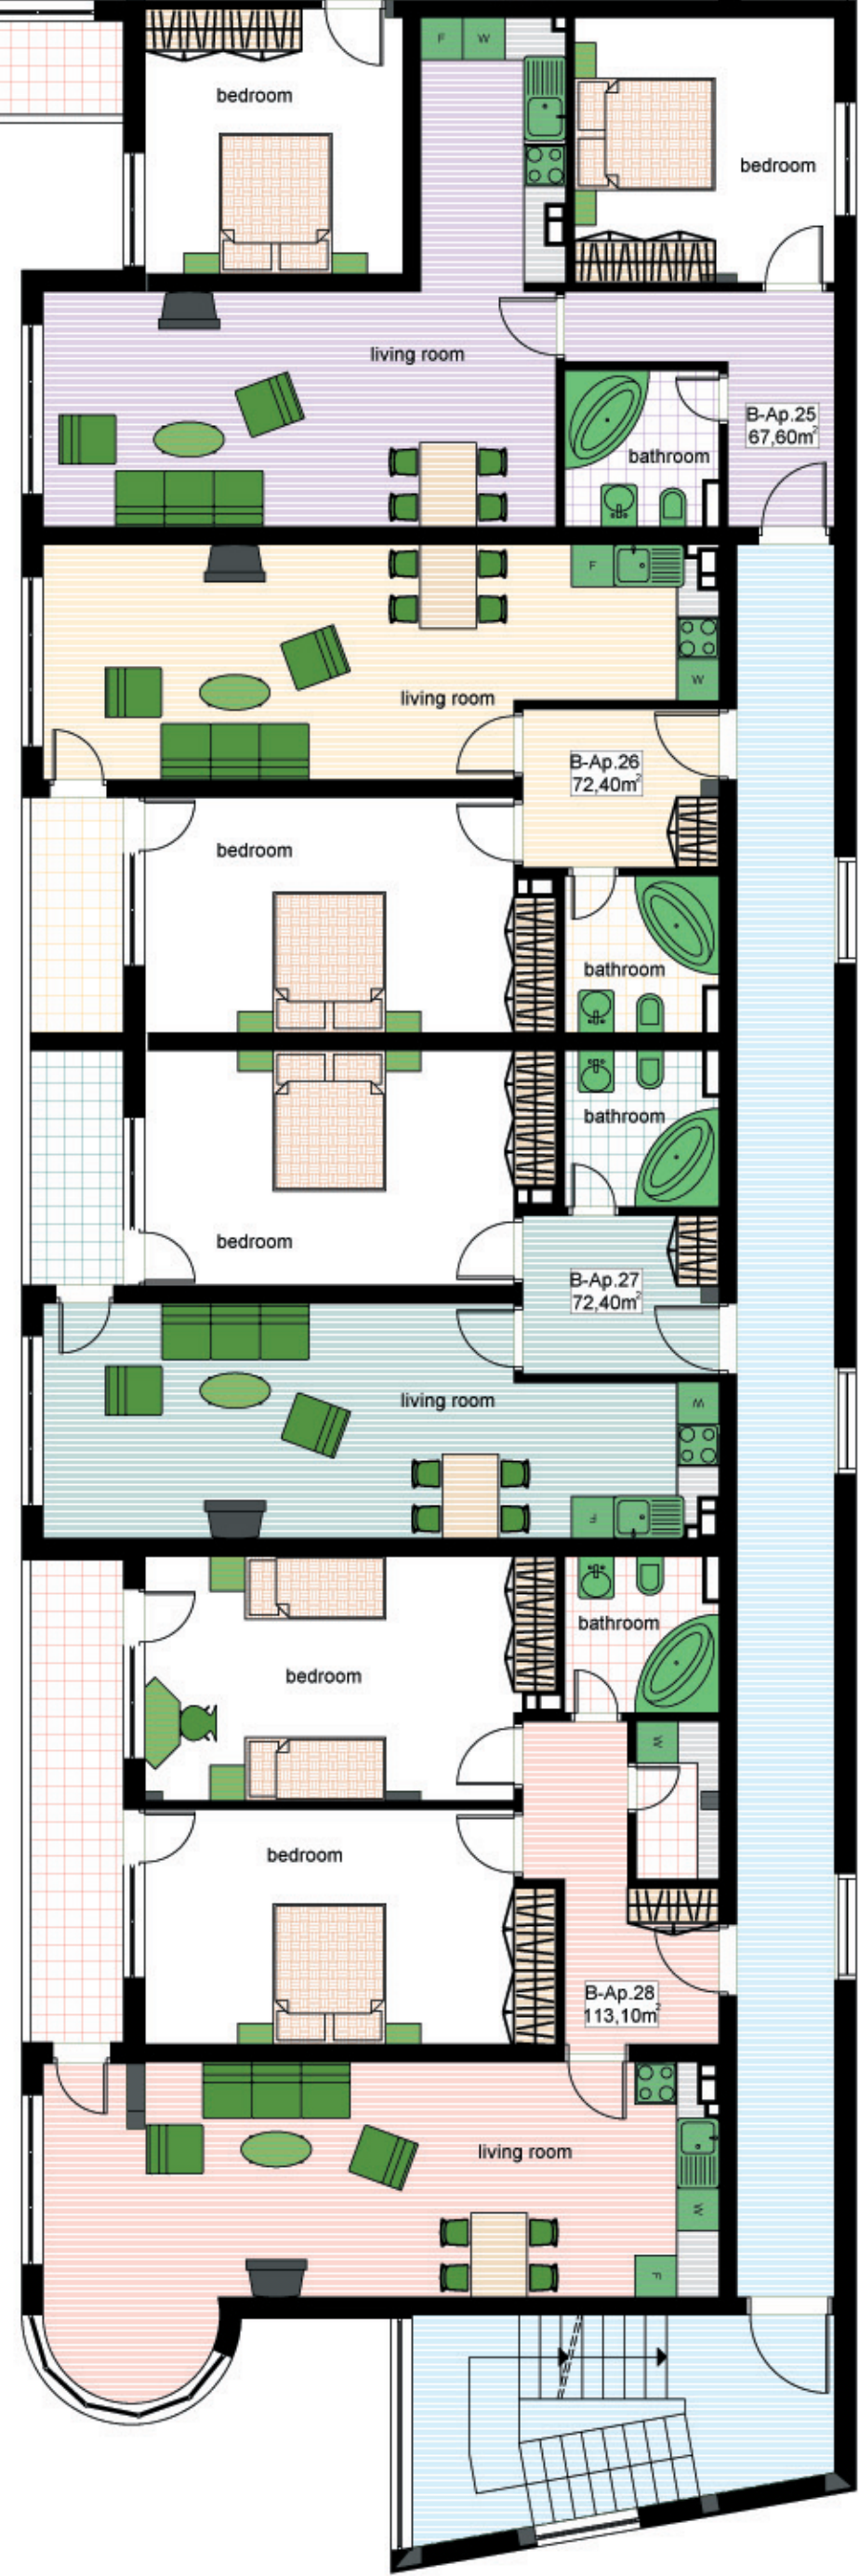 F W
bedroom
bedroom
living room
B-Ap.25
67,60m²
bathroom
F
W
living room
B-Ap.26
72,40m²
bedroom
bathroom
bathroom
bedroom
B-Ap.27
72,40m²
living room
W
F
bathroom
bedroom
W
bedroom
B-Ap.28
113,10m²
living room
W
F